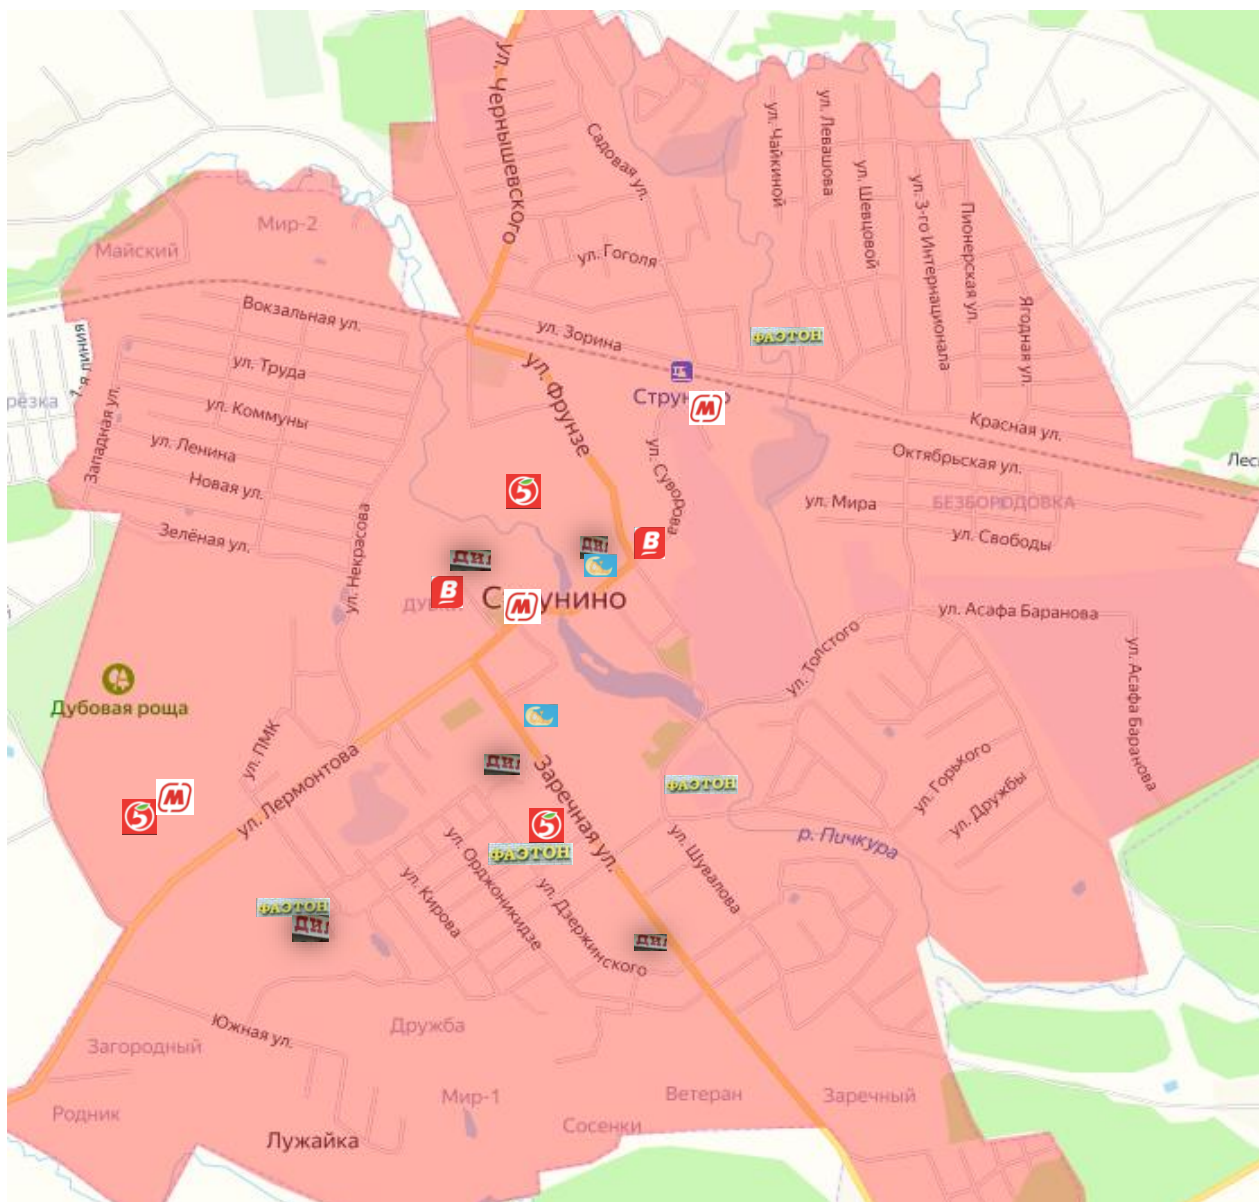 ул. Чернышевского
Садовая ул.
ул. Чайкиной
ул. Левашова
ул. Шевцовой
ул. 3-го Интернационала
Пионерская ул.
Ягодная ул.
Мир-2
Майский
ул. Гоголя
Вокзальная ул.
ул. Зорина
ФАЭТОН
1-я линия
ул. Труда
ул. Фрунзе
Западная ул.
ул. Коммуны
М
Красная ул.
ул. Ленина
ул. Суворова
Октябрьская ул.
Новая ул.
5
ул. Мира
БЕЗБОРОДОВКА
Зелёная ул.
ул. Некрасова
ул. Свободы
В
В
М
ул. Асафа Баранова
ул. Толстого
ул. Асафа Баранова
Дубовая роща
ул. ПМК
ул. Лермонтова
Заречная ул.
ФАЭТОН
ул. Горького
ул. Дружбы
М
5
5
р. Пичкура
ФАЭТОН
ул. Шувалова
ул. Орджоникидзе
ул. Кирова
ул. Дзержинского
ФАЭТОН
Южная ул.
Дружба
Загородный
Мир-1
Ветеран
Заречный
Родник
Сосенки
Лужайка